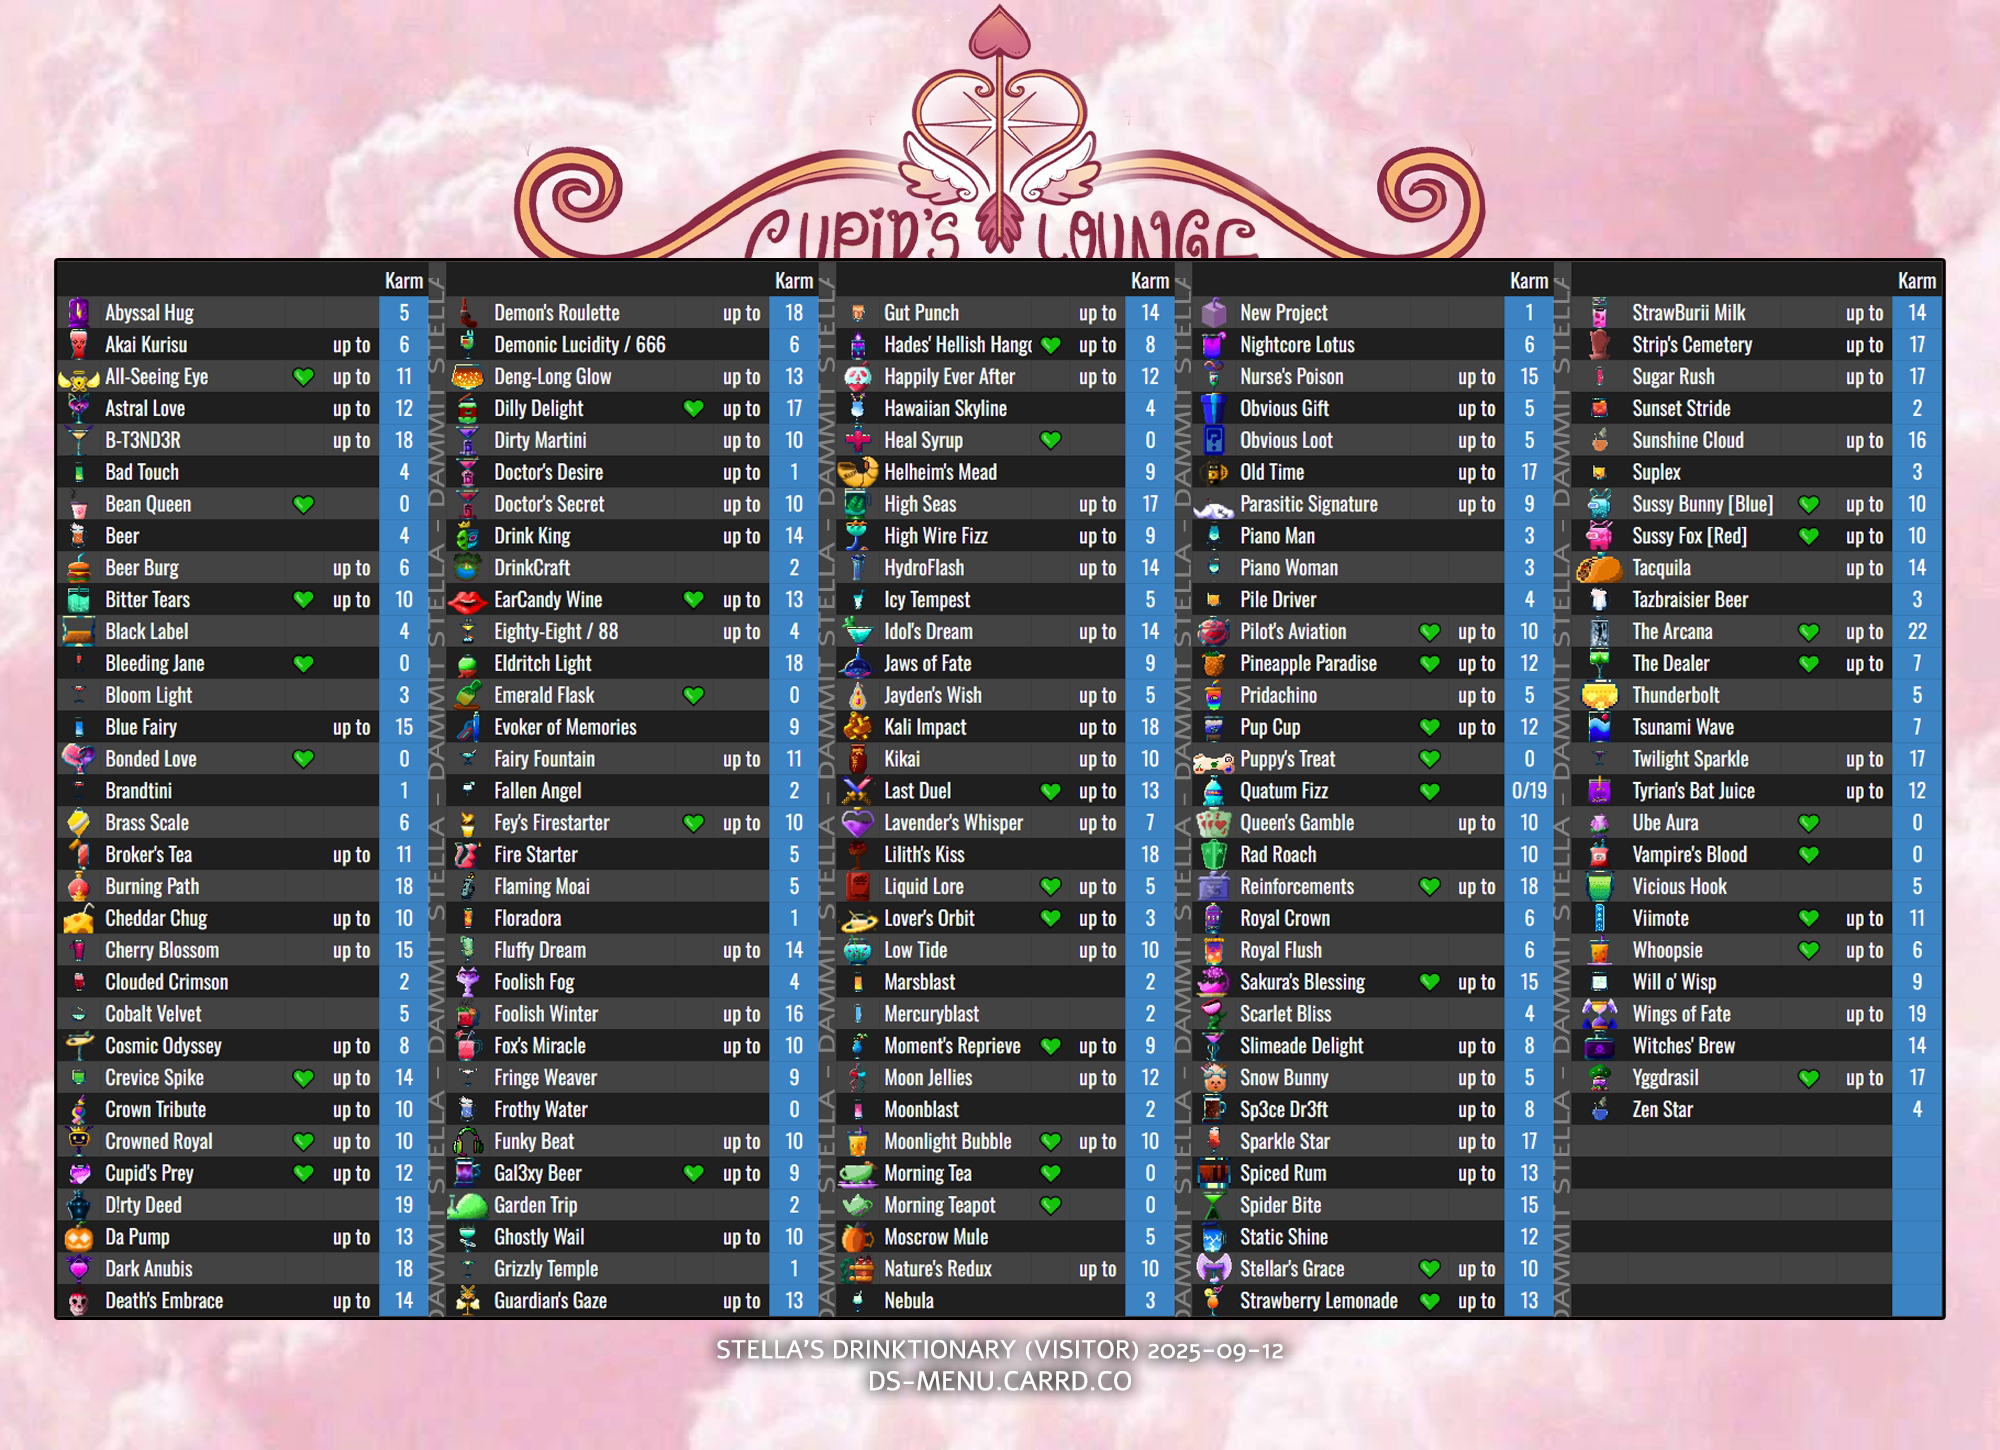 CUPID'S LOUNGE
Karm
Abyssal Hug 5
Akai Kurisu up to 6
All-Seeing Eye up to 11
Astral Love up to 12
B-T3ND3R up to 18
Bad Touch 4
Bean Queen 0
Beer 4
Beer Burg up to 6
Bitter Tears up to 10
Black Label 4
Bleeding Jane 0
Bloom Light 3
Blue Fairy up to 15
Bonded Love 0
Brandtini 1
Brass Scale 6
Broker's Tea up to 11
Burning Path 18
Cheddar Chug up to 10
Cherry Blossom up to 15
Clouded Crimson 2
Cobalt Velvet 5
Cosmic Odyssey up to 8
Crevice Spike up to 14
Crown Tribute up to 10
Crowned Royal up to 10
Cupid's Prey up to 12
D!rty Deed 19
Da Pump up to 13
Dark Anubis 18
Death's Embrace up to 14
DAMMIT STELLA - DAMMIT STELLA - DAMMIT STELLA
Karm
Demon's Roulette up to 18
Demonic Lucidity / 666 6
Deng-Long Glow up to 13
Dilly Delight up to 17
Dirty Martini up to 10
Doctor's Desire up to 1
Doctor's Secret up to 10
Drink King up to 14
DrinkCraft 2
EarCandy Wine up to 13
Eighty-Eight / 88 up to 4
Eldritch Light 18
Emerald Flask 0
Evoker of Memories 9
Fairy Fountain up to 11
Fallen Angel 2
Fey's Firestarter up to 10
Fire Starter 5
Flaming Moai 5
Floradora 1
Fluffy Dream up to 14
Foolish Fog 4
Foolish Winter up to 16
Fox's Miracle up to 10
Fringe Weaver 9
Frothy Water 0
Funky Beat up to 10
Gal3xy Beer up to 9
Garden Trip 2
Ghostly Wail up to 10
Grizzly Temple 1
Guardian's Gaze up to 13
DAMMIT STELLA - DAMMIT STELLA - DAMMIT STELLA
Karm
Gut Punch up to 14
Hades' Hellish Hang up to 8
Happily Ever After up to 12
Hawaiian Skyline 4
Heal Syrup 0
Helheim's Mead 9
High Seas up to 17
High Wire Fizz up to 9
HydroFlash up to 14
Icy Tempest 5
Idol's Dream up to 14
Jaws of Fate 9
Jayden's Wish up to 5
Kali Impact up to 18
Kikai up to 10
Last Duel up to 13
Lavender's Whisper up to 7
Lilith's Kiss 18
Liquid Lore up to 5
Lover's Orbit up to 3
Low Tide up to 10
Marsblast 2
Mercuryblast 2
Moment's Reprieve up to 9
Moon Jellies up to 12
Moonblast 2
Moonlight Bubble up to 10
Morning Tea 0
Morning Teapot 0
Moscrow Mule 5
Nature's Redux up to 10
Nebula 3
DAMMIT STELLA - DAMMIT STELLA - DAMMIT STELLA
Karm
New Project 1
Nightcore Lotus 6
Nurse's Poison up to 15
Obvious Gift up to 5
Obvious Loot up to 5
Old Time up to 17
Parasitic Signature up to 9
Piano Man 3
Piano Woman 3
Pile Driver 4
Pilot's Aviation up to 10
Pineapple Paradise up to 12
Pridachino up to 5
Pup Cup up to 12
Puppy's Treat 0
Quatum Fizz 0/19
Queen's Gamble up to 10
Rad Roach 10
Reinforcements up to 18
Royal Crown 6
Royal Flush 6
Sakura's Blessing up to 15
Scarlet Bliss 4
Slimeade Delight up to 8
Snow Bunny up to 5
Sp3ce Dr3ft up to 8
Sparkle Star up to 17
Spiced Rum up to 13
Spider Bite 15
Static Shine 12
Stellar's Grace up to 10
Strawberry Lemonade up to 13
DAMMIT STELLA - DAMMIT STELLA - DAMMIT STELLA
Karm
StrawBurii Milk up to 14
Strip's Cemetery up to 17
Sugar Rush up to 17
Sunset Stride 2
Sunshine Cloud up to 16
Suplex 3
Sussy Bunny [Blue] up to 10
Sussy Fox [Red] up to 10
Tacquila up to 14
Tazbraisier Beer 3
The Arcana up to 22
The Dealer up to 7
Thunderbolt 5
Tsunami Wave 7
Twilight Sparkle up to 17
Tyrian's Bat Juice up to 12
Ube Aura 0
Vampire's Blood 0
Vicious Hook 5
Viimote up to 11
Whoopsie up to 6
Will o' Wisp 9
Wings of Fate up to 19
Witches' Brew 14
Yggdrasil up to 17
Zen Star 4
STELLA'S DRINKTIONARY (VISITOR) 2025-09-12
DS-MENU.CARRD.CO